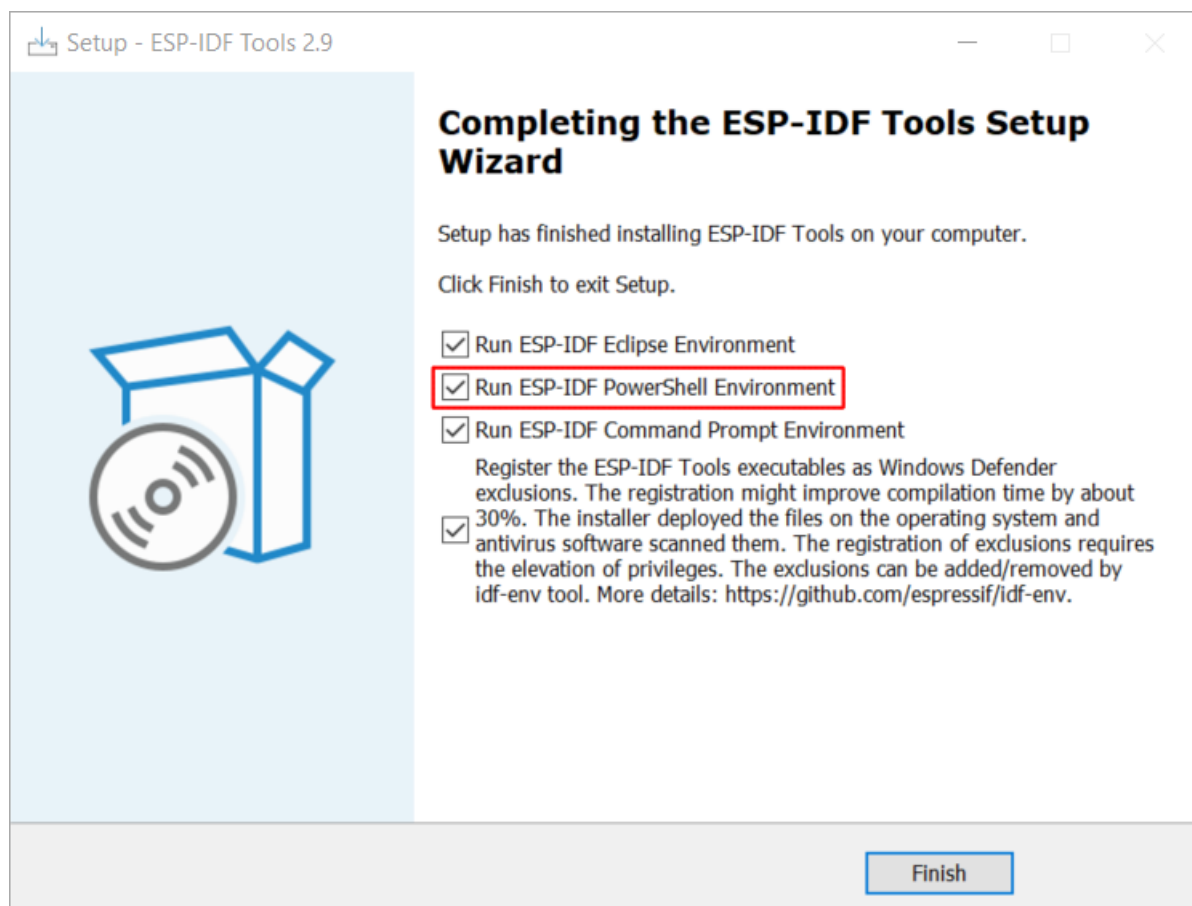 Setup - ESP-IDF Tools 2.9
Completing the ESP-IDF Tools Setup
Wizard
Setup has finished installing ESP-IDF Tools on your computer.
Click Finish to exit Setup.
Run ESP-IDF Eclipse Environment
Run ESP-IDF PowerShell Environment
Run ESP-IDF Command Prompt Environment
Register the ESP-IDF Tools executables as Windows Defender
exclusions. The registration might improve compilation time by about
30%. The installer deployed the files on the operating system and
antivirus software scanned them. The registration of exclusions requires
the elevation of privileges. The exclusions can be added/removed by
idf-env tool. More details: https://github.com/espressif/idf-env.
Finish